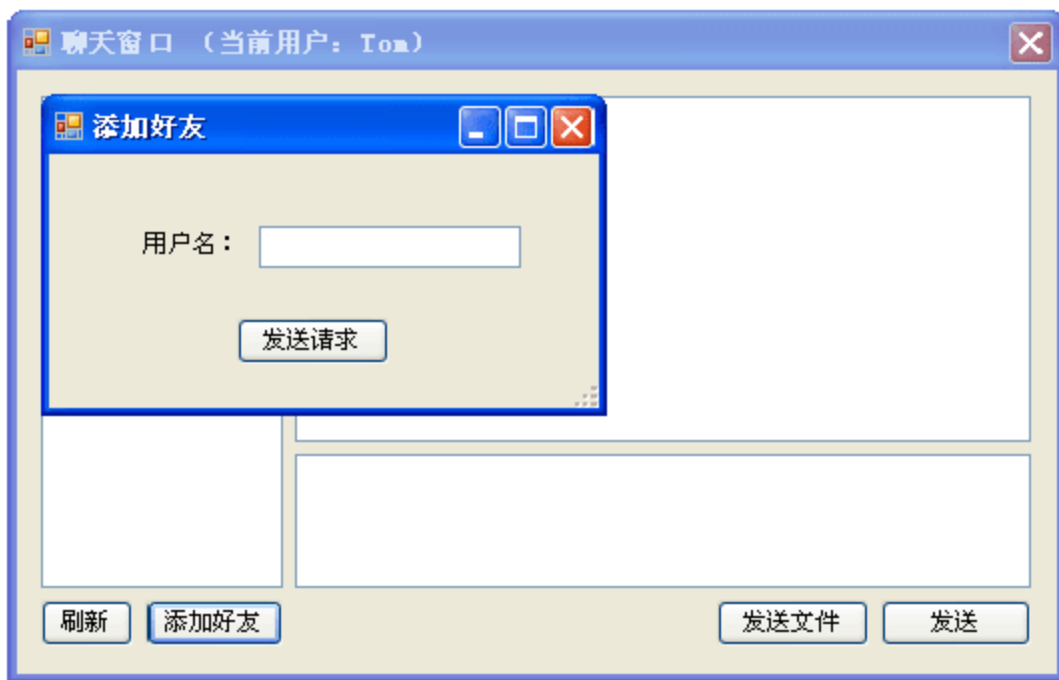 聊天窗口 （当前用户：Tom）
添加好友
用户名：
发送请求
刷新
添加好友
发送文件
发送